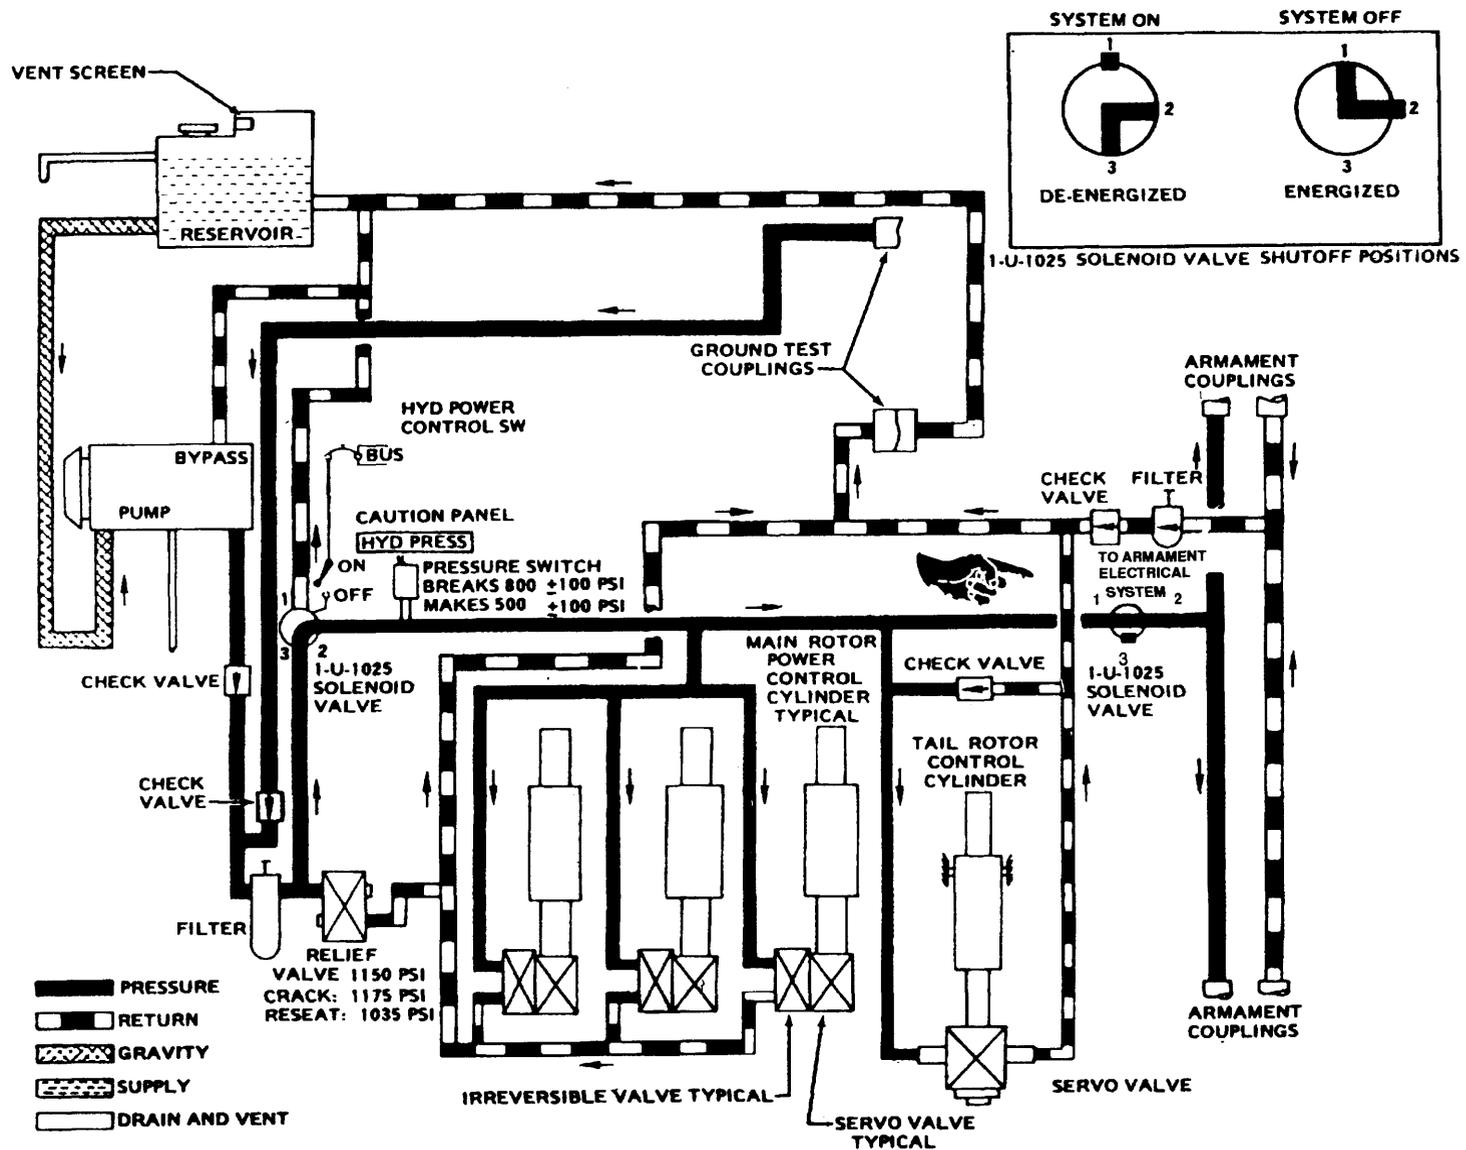 SYSTEM ON
SYSTEM OFF
1
2
3
DE-ENERGIZED
1
2
3
ENERGIZED
1-U-1025 SOLENOID VALVE SHUTOFF POSITIONS
VENT SCREEN
RESERVOIR
GROUND TEST
COUPLINGS
ARMAMENT
COUPLINGS
HYD POWER
CONTROL SW
BUS
BYPASS
PUMP
CAUTION PANEL
HYD PRESS
ON
OFF
PRESSURE SWITCH
BREAKS 800 ±100 PSI
MAKES 500 ±100 PSI
CHECK
VALVE
FILTER
TO ARMAMENT
ELECTRICAL
SYSTEM
1
2
3
1-U-1025
SOLENOID
VALVE
1
2
3
1-U-1025
SOLENOID
VALVE
MAIN ROTOR
POWER
CONTROL
CYLINDER
TYPICAL
CHECK VALVE
CHECK VALVE
TAIL ROTOR
CONTROL
CYLINDER
CHECK
VALVE
FILTER
RELIEF
VALVE 1150 PSI
CRACK: 1175 PSI
RESEAT: 1035 PSI
ARMAMENT
COUPLINGS
PRESSURE
RETURN
GRAVITY
SUPPLY
DRAIN AND VENT
IRREVERSIBLE VALVE TYPICAL
SERVO VALVE
TYPICAL
SERVO VALVE